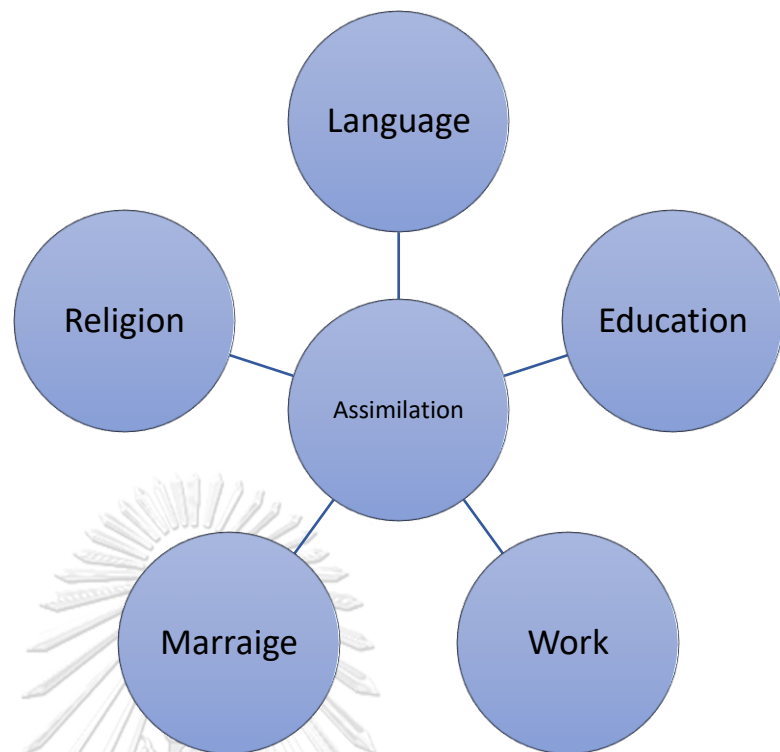 Language
Religion
Education
Assimilation
Marraige
Work